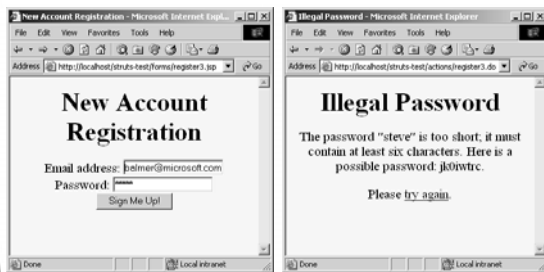 New Account Registration - Microsoft Internet Expl...
File Edit View Favorites Tools Help
Address http://localhost/struts-test/forms/register3.jsp Go
New Account
Registration
Email address: belmer@microsoft.com
Password: *****
Sign Me Up!
Done Local intranet
Illegal Password - Microsoft Internet Explorer
File Edit View Favorites Tools Help
Address http://localhost/struts-test/actions/register3.do Go
Illegal Password
The password "steve" is too short; it must
contain at least six characters. Here is a
possible password: jk0iwtrc.
Please try again.
Done Local intranet